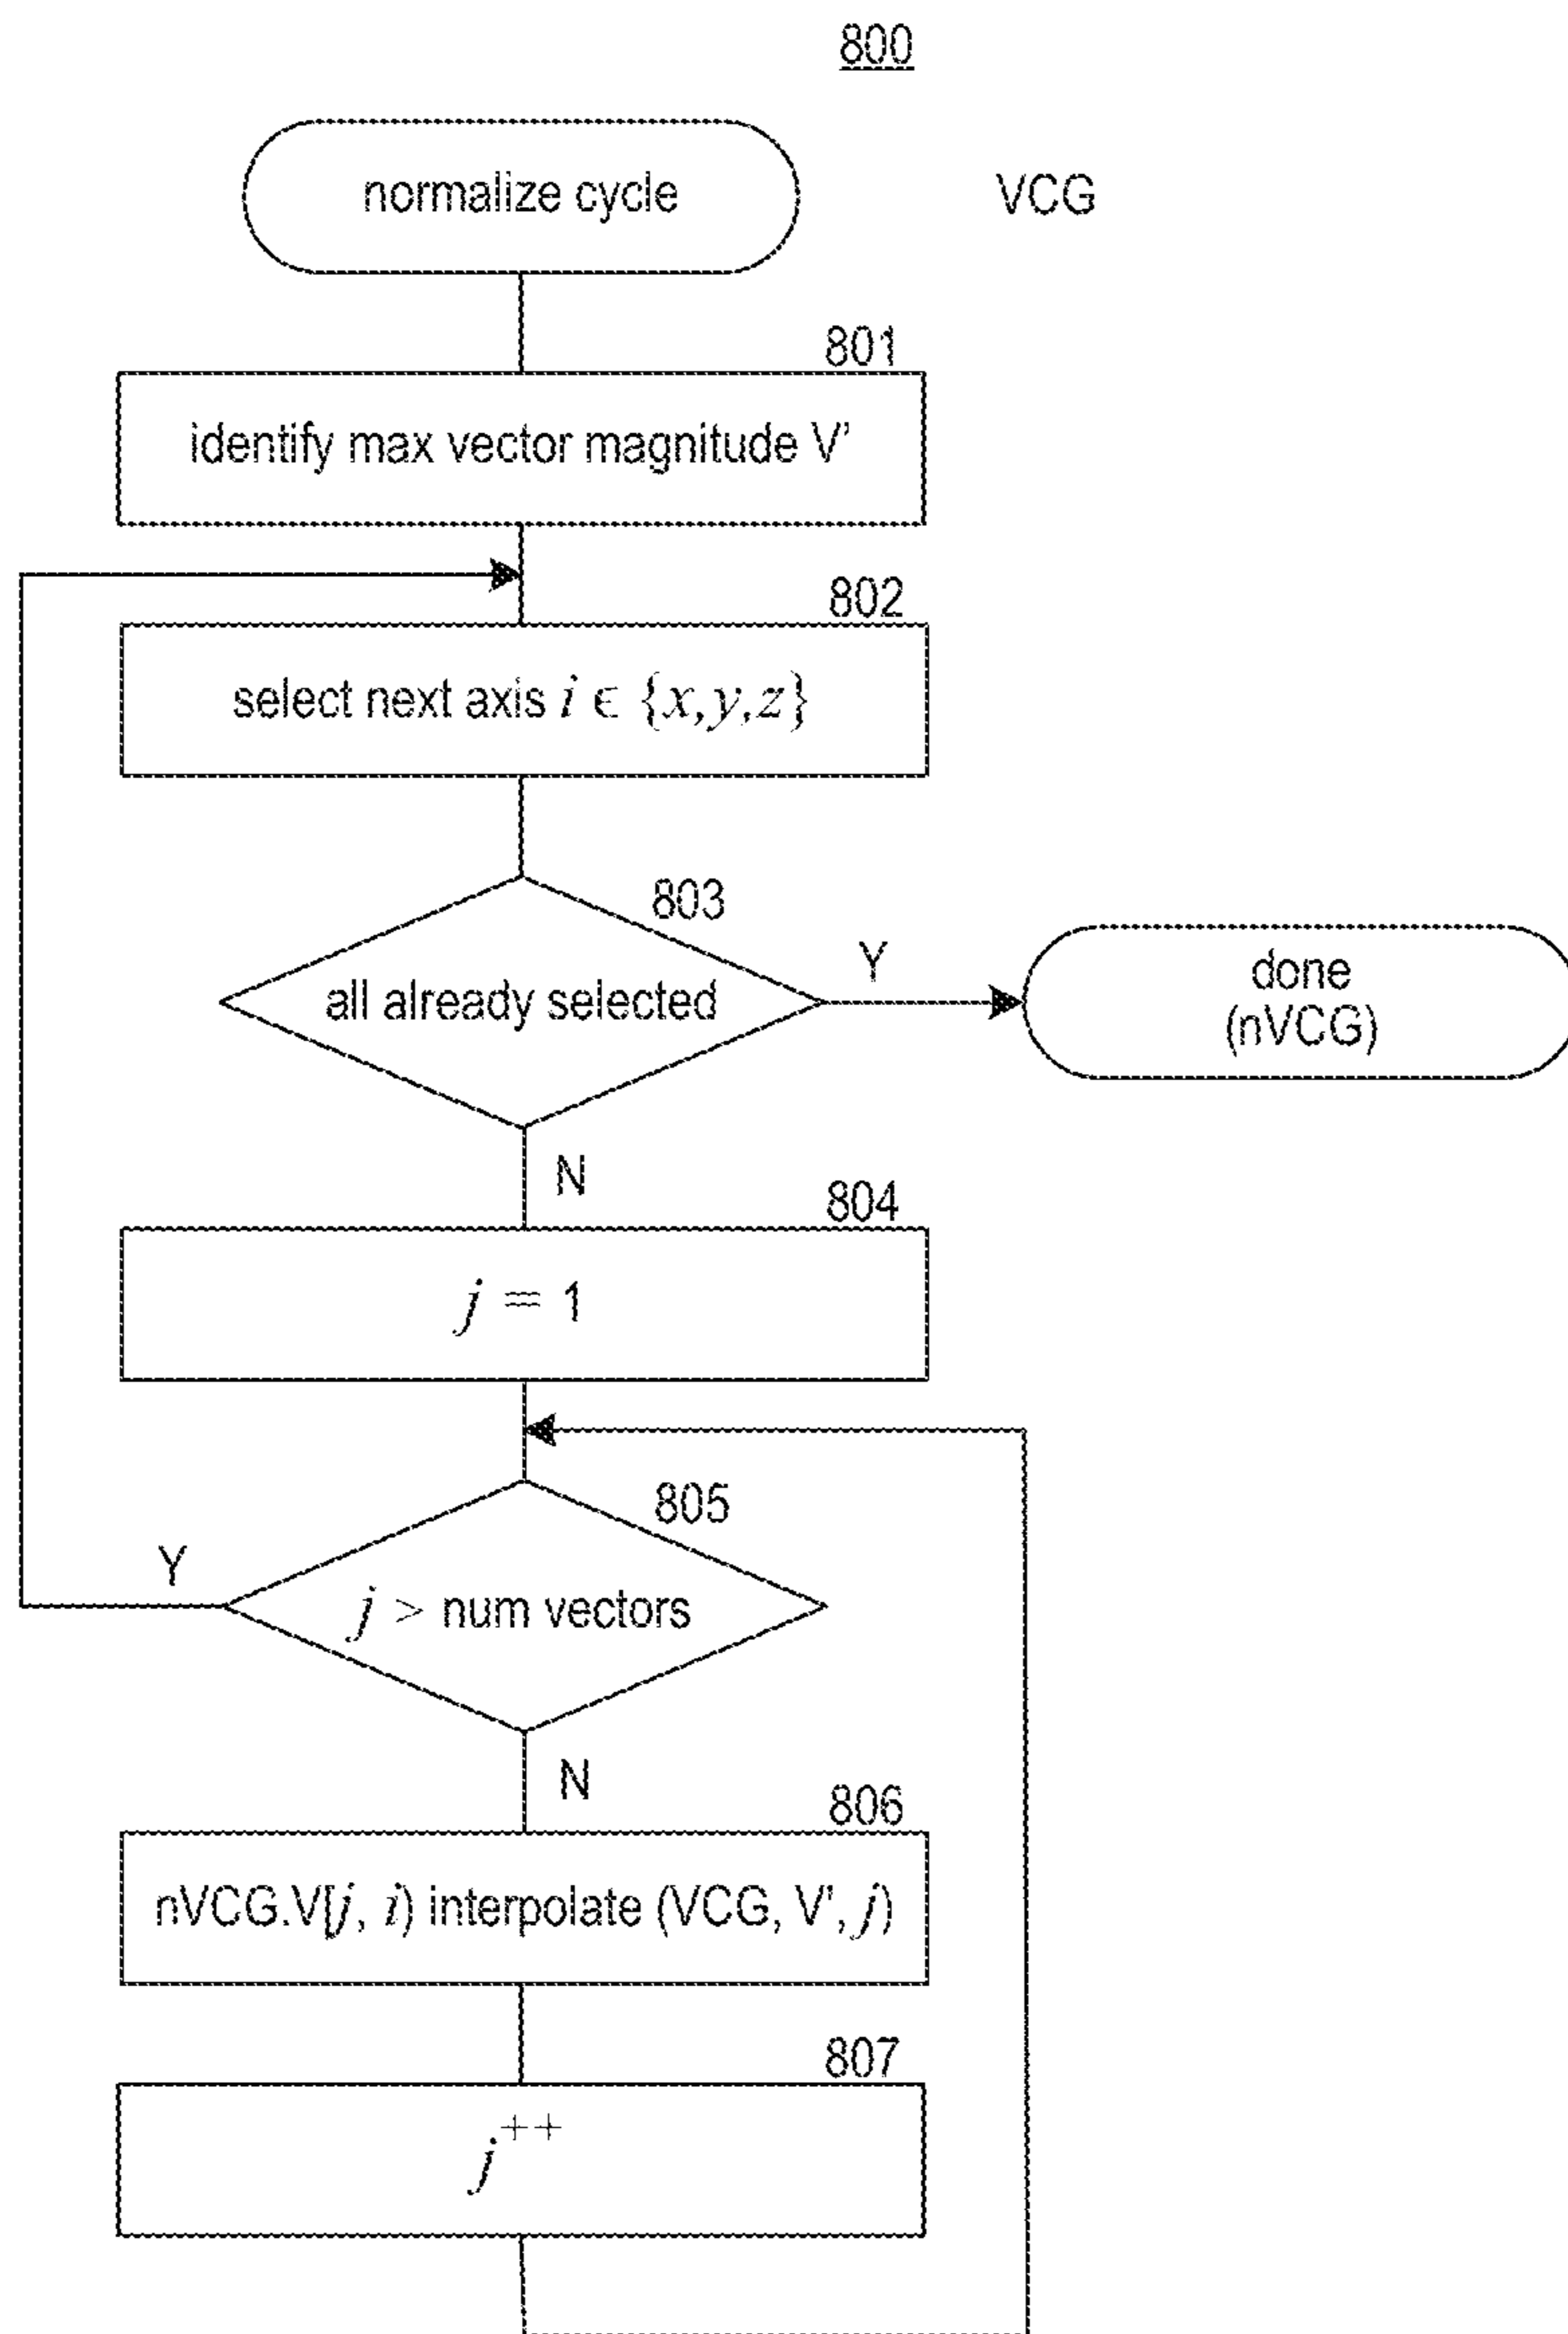 800
normalize cycle
VCG
801
identify max vector magnitude V'
802
select next axis i ϵ {x,y,z}
803
all already selected
Y
done
(nVCG)
N
804
j = 1
805
Y
j > num vectors
N
806
nVCG.V[j, i) interpolate (VCG, V', j)
807
j++